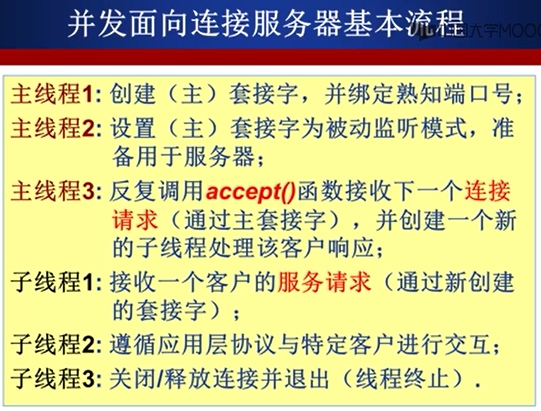 并发面向连接服务器基本流程
中国大学MOOC
主线程1: 创建（主）套接字，并绑定熟知端口号；
主线程2: 设置（主）套接字为被动监听模式，准
备用于服务器；
主线程3: 反复调用accept()函数接收下一个连接
请求（通过主套接字），并创建一个新
的子线程处理该客户响应；
子线程1: 接收一个客户的服务请求（通过新创建
的套接字）；
子线程2: 遵循应用层协议与特定客户进行交互；
子线程3: 关闭/释放连接并退出（线程终止）.